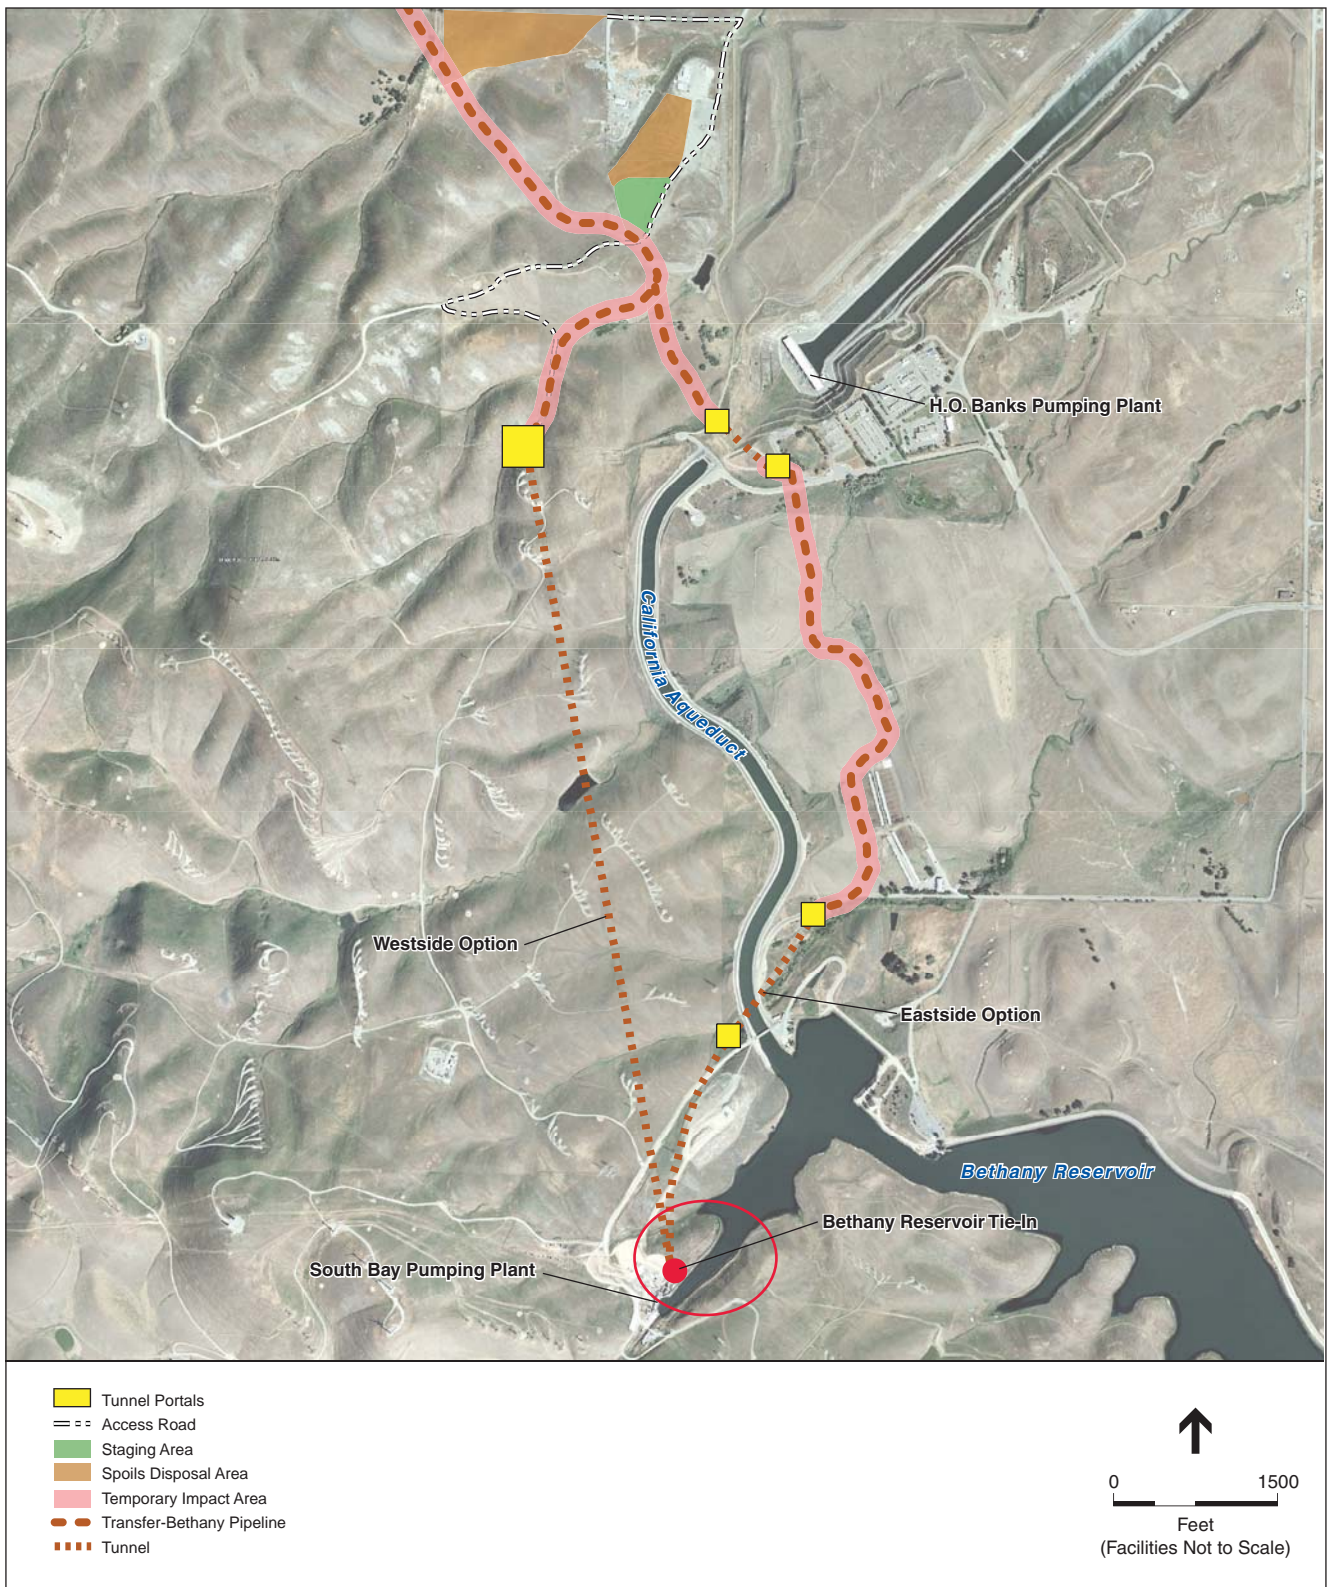 H.O. Banks Pumping Plant
California Aqueduct
Westside Option
Eastside Option
Bethany Reservoir
Bethany Reservoir Tie-In
South Bay Pumping Plant
Tunnel Portals
Access Road
Staging Area
Spoils Disposal Area
Temporary Impact Area
Transfer-Bethany Pipeline
Tunnel
0 1500
Feet
(Facilities Not to Scale)